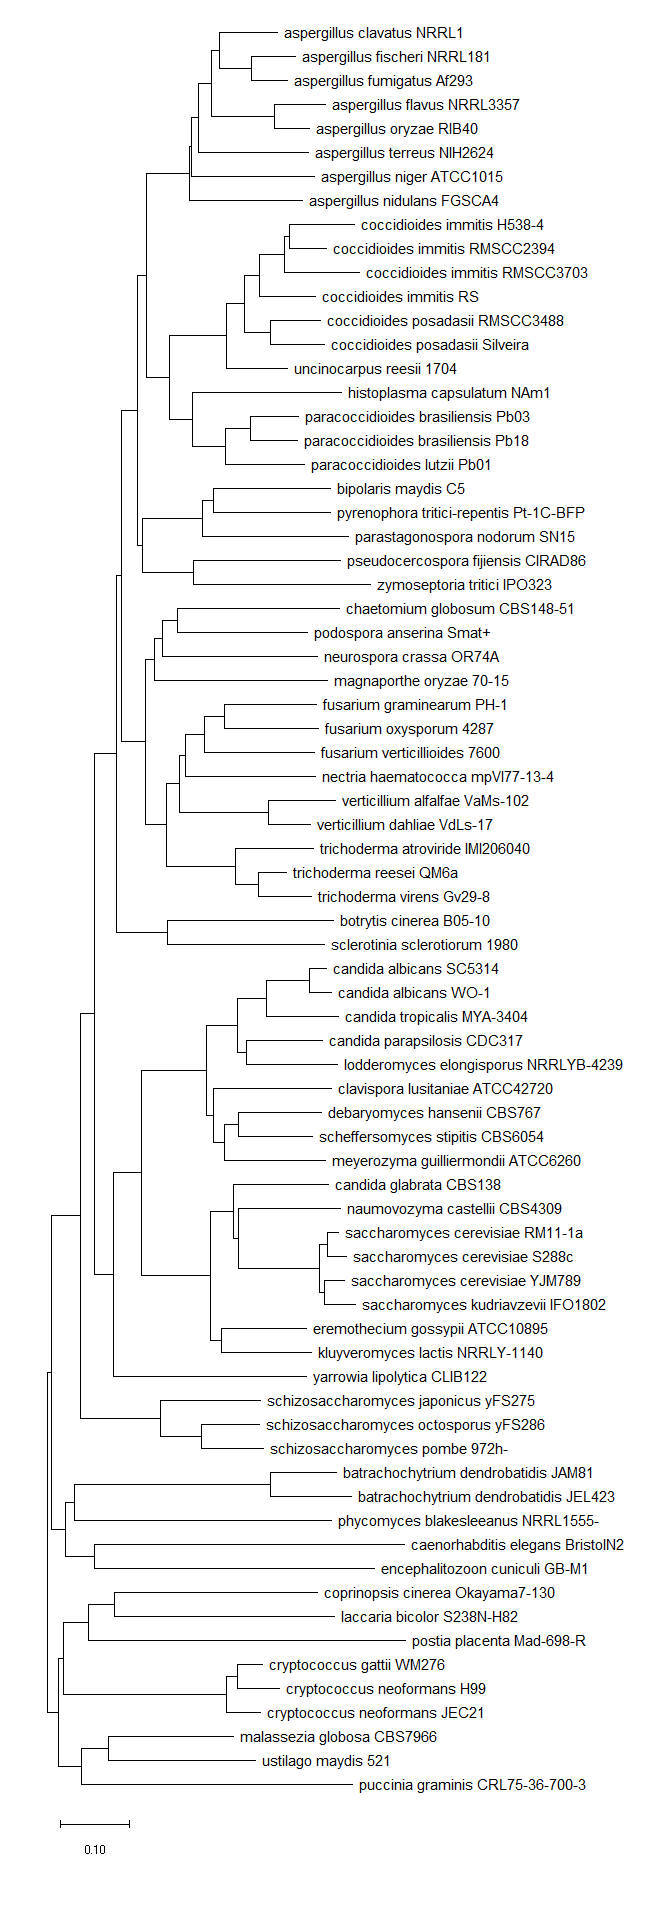 aspergillus clavatus NRRL1
aspergillus fischeri NRRL181
aspergillus fumigatus Af293
aspergillus flavus NRRL3357
aspergillus oryzae RIB40
aspergillus terreus NIH2624
aspergillus niger ATCC1015
aspergillus nidulans FGSCA4
coccidioides immitis H538-4
coccidioides immitis RMSCC2394
coccidioides immitis RMSCC3703
coccidioides immitis RS
coccidioides posadasii RMSCC3488
coccidioides posadasii Silveira
uncinocarpus reesii 1704
histoplasma capsulatum NAm1
paracoccidioides brasiliensis Pb03
paracoccidioides brasiliensis Pb18
paracoccidioides lutzii Pb01
bipolaris maydis C5
pyrenophora tritici-repentis Pt-1C-BFP
parastagonospora nodorum SN15
pseudocercospora fijiensis CIRAD86
zymoseptoria tritici IPO323
chaetomium globosum CBS148-51
podospora anserina Smat+
neurospora crassa OR74A
magnaporthe oryzae 70-15
fusarium graminearum PH-1
fusarium oxysporum 4287
fusarium verticillioides 7600
nectria haematococca mpVI77-13-4
verticillium alfalfae VaMs-102
verticillium dahliae VdLs-17
trichoderma atroviride IMI206040
trichoderma reesei QM6a
trichoderma virens Gv29-8
botrytis cinerea B05-10
sclerotinia sclerotiorum 1980
candida albicans SC5314
candida albicans WO-1
candida tropicalis MYA-3404
candida parapsilosis CDC317
lodderomyces elongisporus NRRLYB-4239
clavispora lusitaniae ATCC42720
debaryomyces hansenii CBS767
scheffersomyces stipitis CBS6054
meyerozyma guilliermondii ATCC6260
candida glabrata CBS138
naumovozyma castellii CBS4309
saccharomyces cerevisiae RM11-1a
saccharomyces cerevisiae S288c
saccharomyces cerevisiae YJM789
saccharomyces kudriavzevii IFO1802
eremothecium gossypii ATCC10895
kluyveromyces lactis NRRLY-1140
yarrowia lipolytica CLIB122
schizosaccharomyces japonicus yFS275
schizosaccharomyces octosporus yFS286
schizosaccharomyces pombe 972h-
batrachochytrium dendrobatidis JAM81
batrachochytrium dendrobatidis JEL423
phycomyces blakesleeanus NRRL1555-
caenorhabditis elegans BristolN2
encephalitozoon cuniculi GB-M1
coprinopsis cinerea Okayama7-130
laccaria bicolor S238N-H82
postia placenta Mad-698-R
cryptococcus gattii WM276
cryptococcus neoformans H99
cryptococcus neoformans JEC21
malassezia globosa CBS7966
ustilago maydis 521
puccinia graminis CRL75-36-700-3
0.10